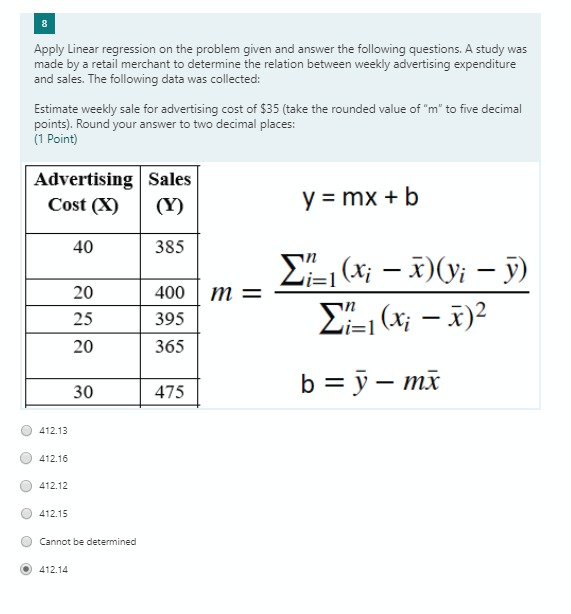 8
Apply Linear regression on the problem given and answer the following questions. A study was
made by a retail merchant to determine the relation between weekly advertising expenditure
and sales. The following data was collected:
Estimate weekly sale for advertising cost of $35 (take the rounded value of "m" to five decimal
points). Round your answer to two decimal places:
(1 Point)
Advertising Cost (X) Sales (Y)
40 385
20 400
25 395
20 365
30 475
y = mx + b
m = \frac{\sum_{i=1}^{n}(x_i - \bar{x})(y_i - \bar{y})}{\sum_{i=1}^{n}(x_i - \bar{x})^2}
b = ȳ – mx̄
412.13
412.16
412.12
412.15
Cannot be determined
412.14